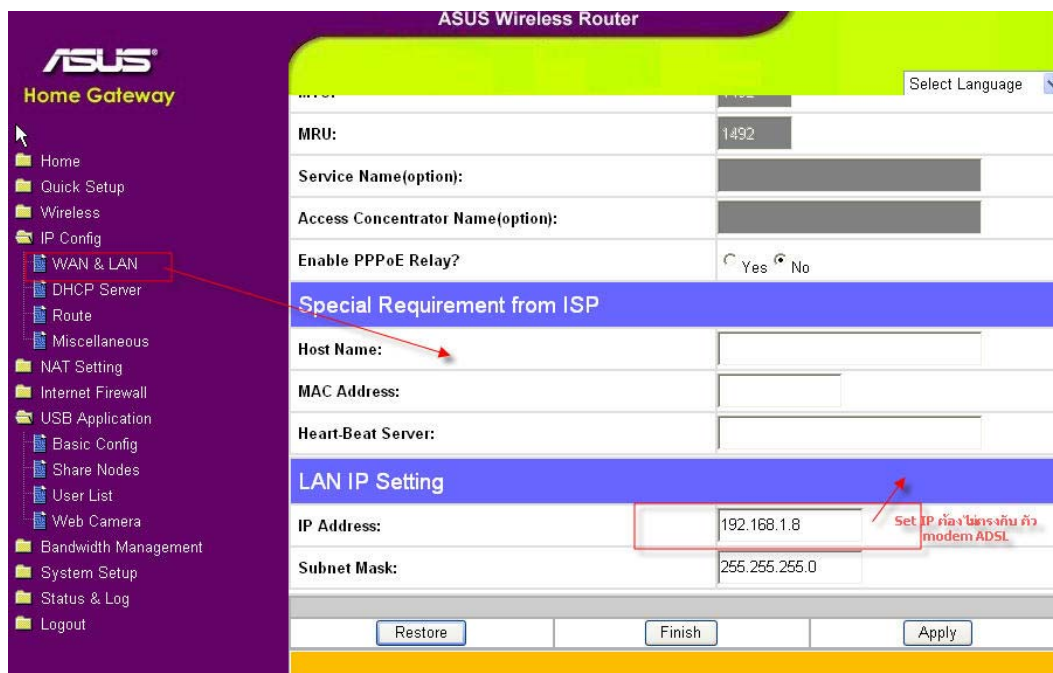 ASUS Wireless Router
ASUS
Home Gateway
Select Language
Home
Quick Setup
Wireless
IP Config
WAN & LAN
DHCP Server
Route
Miscellaneous
NAT Setting
Internet Firewall
USB Application
Basic Config
Share Nodes
User List
Web Camera
Bandwidth Management
System Setup
Status & Log
Logout
MRU: 1492
Service Name(option):
Access Concentrator Name(option):
Enable PPPoE Relay? Yes No
Special Requirement from ISP
Host Name:
MAC Address:
Heart-Beat Server:
LAN IP Setting
IP Address: 192.168.1.8
Set IP ต้องไม่ตรงกับ ตัว
modem ADSL
Subnet Mask: 255.255.255.0
Restore Finish Apply